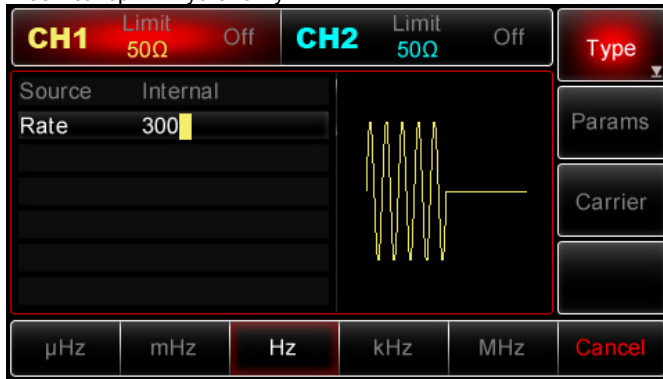 CH1 Limit Off CH2 Limit Off Type
50Ω 50Ω
Source Internal
Rate 300
Params
Carrier
µHz mHz Hz kHz MHz Cancel